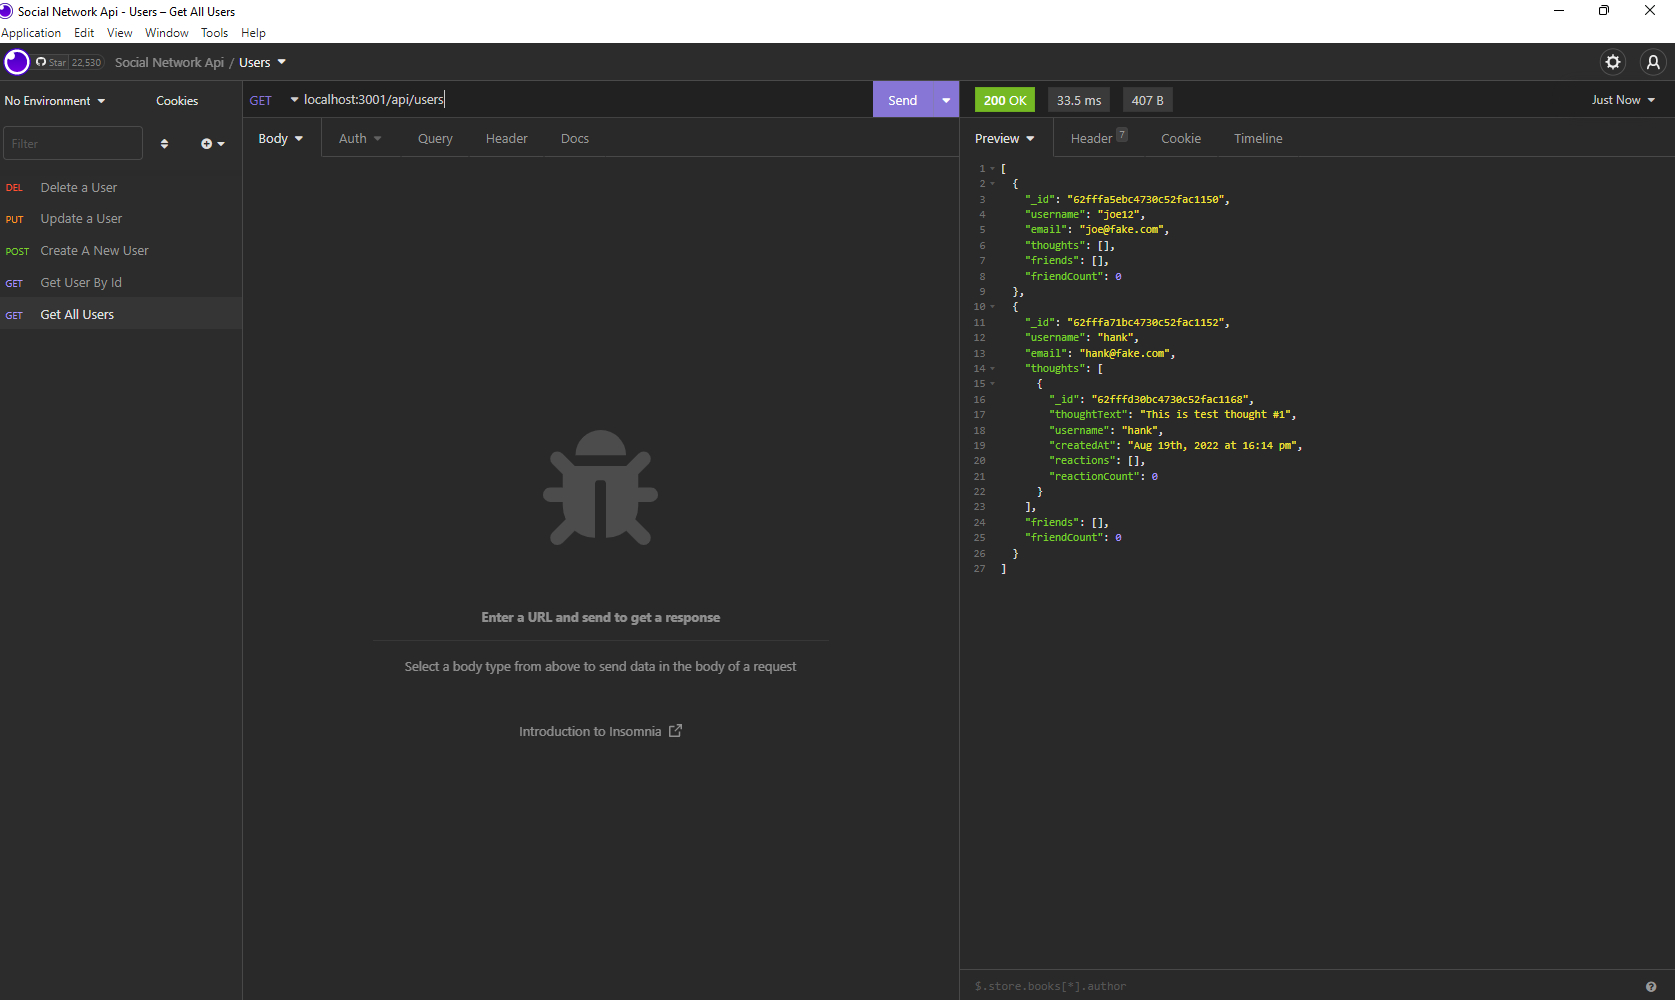 Social Network Api - Users – Get All Users
Application Edit View Window Tools Help
Star 22,530 Social Network Api / Users
No Environment Cookies
GET localhost:3001/api/users Send
200 OK 33.5 ms 407 B Just Now
Filter
Body Auth Query Header Docs
Preview Header 7 Cookie Timeline
DEL Delete a User
PUT Update a User
POST Create A New User
GET Get User By Id
GET Get All Users
Enter a URL and send to get a response
Select a body type from above to send data in the body of a request
Introduction to Insomnia
1 [
2 {
3 "_id": "62fffa5ebc4730c52fac1150",
4 "username": "joe12",
5 "email": "joe@fake.com",
6 "thoughts": [],
7 "friends": [],
8 "friendCount": 0
9 },
10 {
11 "_id": "62fffa71bc4730c52fac1152",
12 "username": "hank",
13 "email": "hank@fake.com",
14 "thoughts": [
15 {
16 "_id": "62fffd30bc4730c52fac1168",
17 "thoughtText": "This is test thought #1",
18 "username": "hank",
19 "createdAt": "Aug 19th, 2022 at 16:14 pm",
20 "reactions": [],
21 "reactionCount": 0
22 }
23 ],
24 "friends": [],
25 "friendCount": 0
26 }
27 ]
$.store.books[*].author